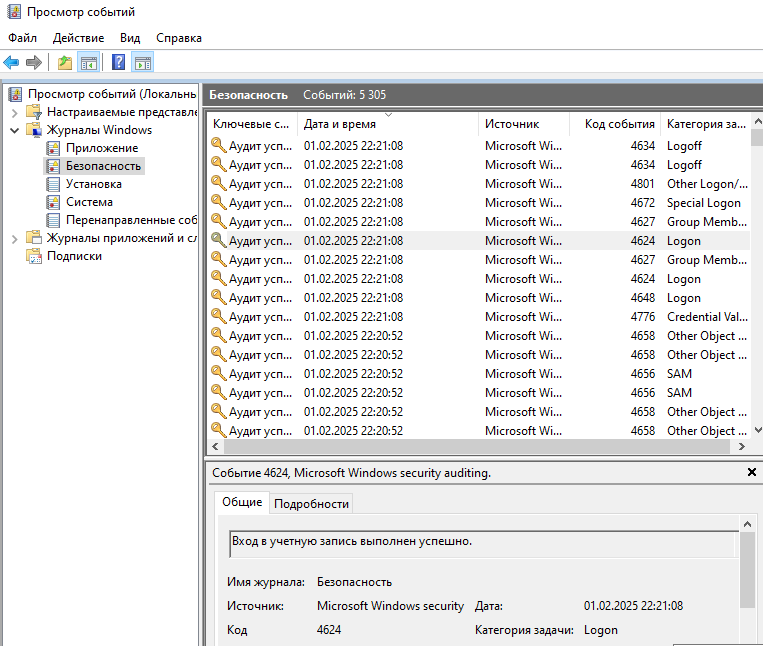 Просмотр событий
Файл Действие Вид Справка
Просмотр событий (Локальнь
Настраиваемые представле
Журналы Windows
Приложение
Безопасность
Установка
Система
Перенаправленные соб
Журналы приложений и сл
Подписки
Безопасность Событий: 5 305
Ключевые с... Дата и время Источник Код события Категория за...
Аудит усп... 01.02.2025 22:21:08 Microsoft Wi... 4634 Logoff
Аудит усп... 01.02.2025 22:21:08 Microsoft Wi... 4634 Logoff
Аудит усп... 01.02.2025 22:21:08 Microsoft Wi... 4801 Other Logon/...
Аудит усп... 01.02.2025 22:21:08 Microsoft Wi... 4672 Special Logon
Аудит усп... 01.02.2025 22:21:08 Microsoft Wi... 4627 Group Memb...
Аудит усп... 01.02.2025 22:21:08 Microsoft Wi... 4624 Logon
Аудит усп... 01.02.2025 22:21:08 Microsoft Wi... 4627 Group Memb...
Аудит усп... 01.02.2025 22:21:08 Microsoft Wi... 4624 Logon
Аудит усп... 01.02.2025 22:21:08 Microsoft Wi... 4648 Logon
Аудит усп... 01.02.2025 22:21:08 Microsoft Wi... 4776 Credential Val...
Аудит усп... 01.02.2025 22:20:52 Microsoft Wi... 4658 Other Object ...
Аудит усп... 01.02.2025 22:20:52 Microsoft Wi... 4658 Other Object ...
Аудит усп... 01.02.2025 22:20:52 Microsoft Wi... 4656 SAM
Аудит усп... 01.02.2025 22:20:52 Microsoft Wi... 4656 SAM
Аудит усп... 01.02.2025 22:20:52 Microsoft Wi... 4658 Other Object ...
Аудит усп... 01.02.2025 22:20:52 Microsoft Wi... 4658 Other Object ...
Событие 4624, Microsoft Windows security auditing.
Общие Подробности
Вход в учетную запись выполнен успешно.
Имя журнала: Безопасность
Источник: Microsoft Windows security Дата: 01.02.2025 22:21:08
Код 4624 Категория задачи: Logon